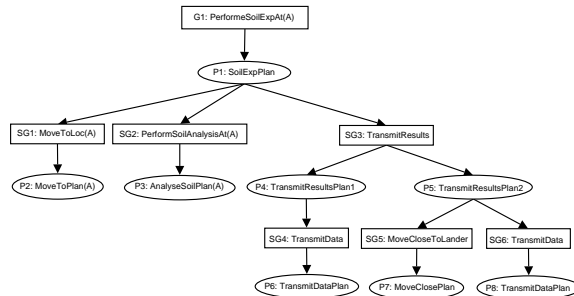 G1: PerformeSoilExpAt(A)
P1: SoilExpPlan
SG1: MoveToLoc(A)
SG2: PerformSoilAnalysisAt(A)
SG3: TransmitResults
P2: MoveToPlan(A)
P3: AnalyseSoilPlan(A)
P4: TransmitResultsPlan1
P5: TransmitResultsPlan2
SG4: TransmitData
SG5: MoveCloseToLander
SG6: TransmitData
P6: TransmitDataPlan
P7: MoveClosePlan
P8: TransmitDataPlan